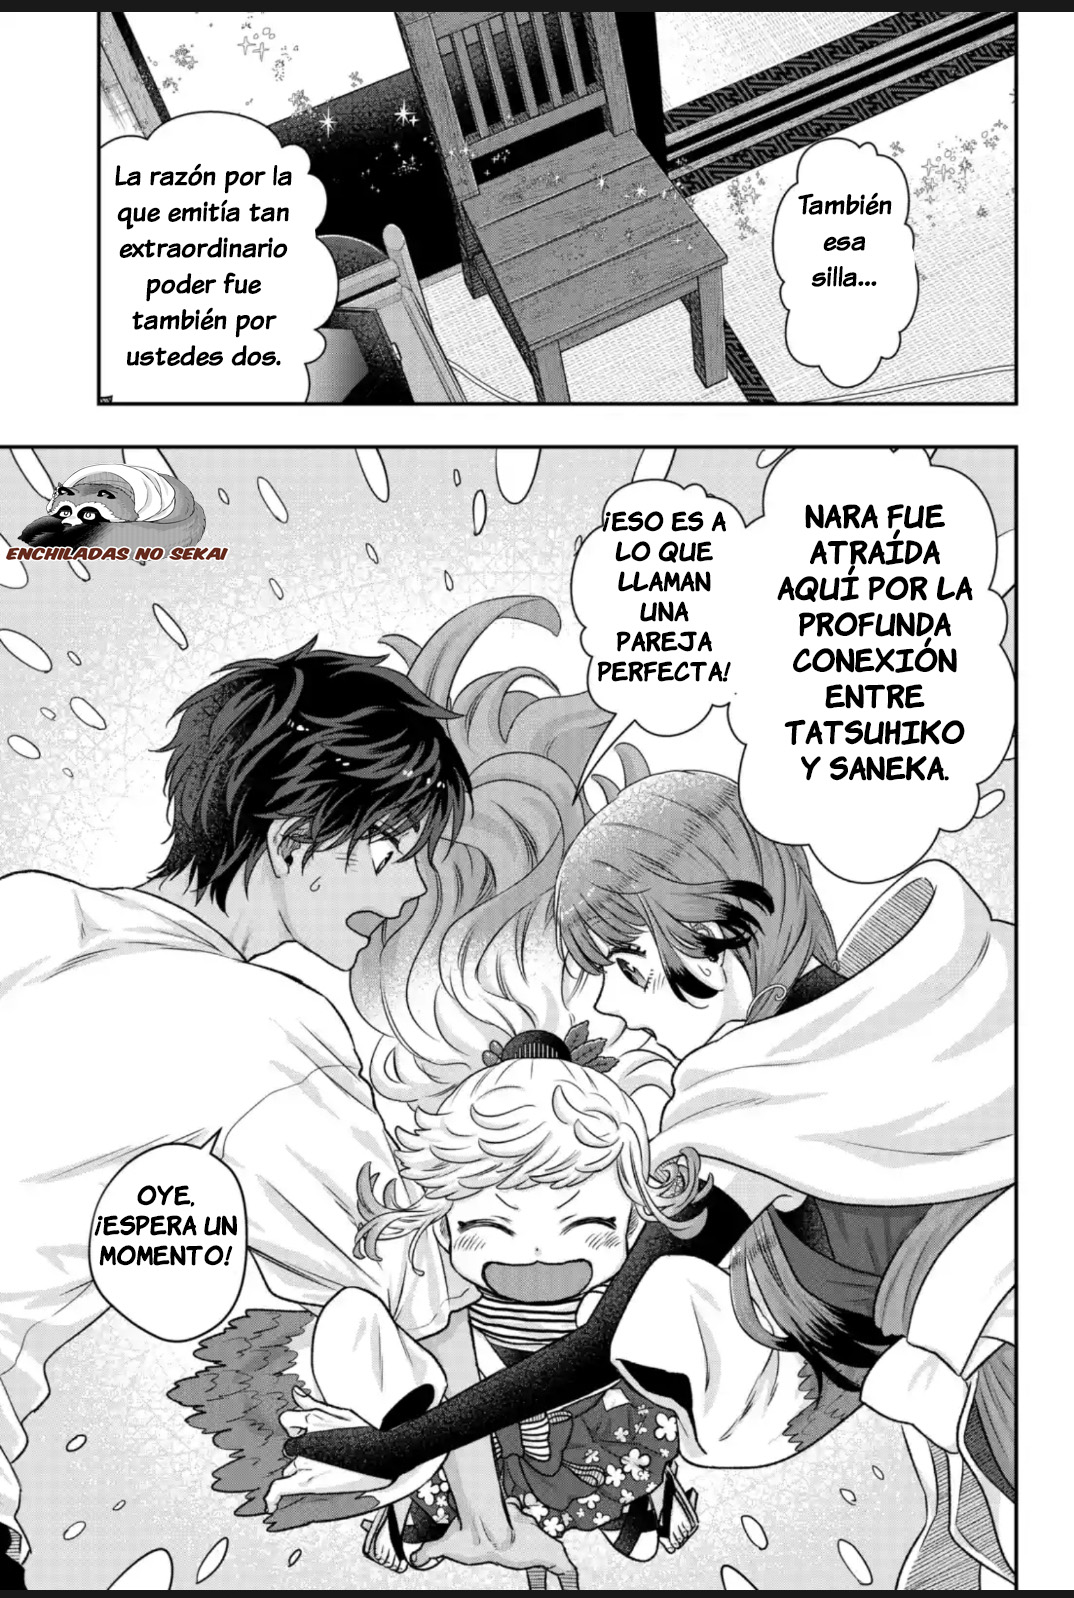 También
esa
silla...
La razón por la
que emitía tan
extraordinario
poder fue
también por
ustedes dos.
NARA FUE
ATRAÍDA
AQUÍ POR LA
PROFUNDA
CONEXIÓN
ENTRE
TATSUHIKO
Y SANEKA.
¡ESO ES A
LO QUE
LLAMAN
UNA
PAREJA
PERFECTA!
ENCHILADAS NO SEKAI
OYE,
¡ESPERA UN
MOMENTO!